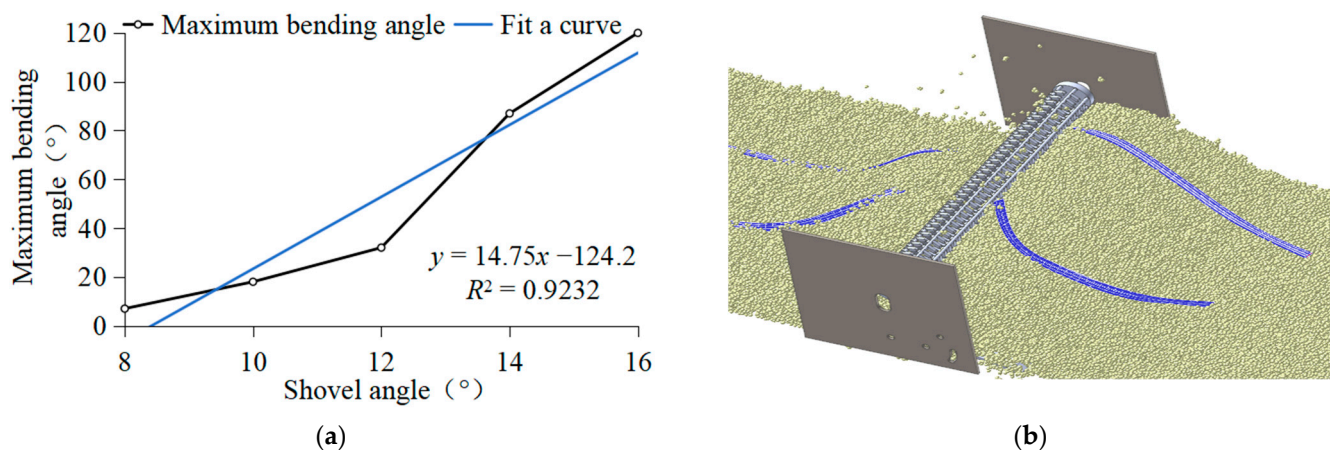 Maximum bending angle
Fit a curve
120
100
80
60
40
20
0
Maximum bending
angle（°）
y = 14.75x −124.2
R² = 0.9232
8
10
12
14
16
Shovel angle（°）
(a)
(b)